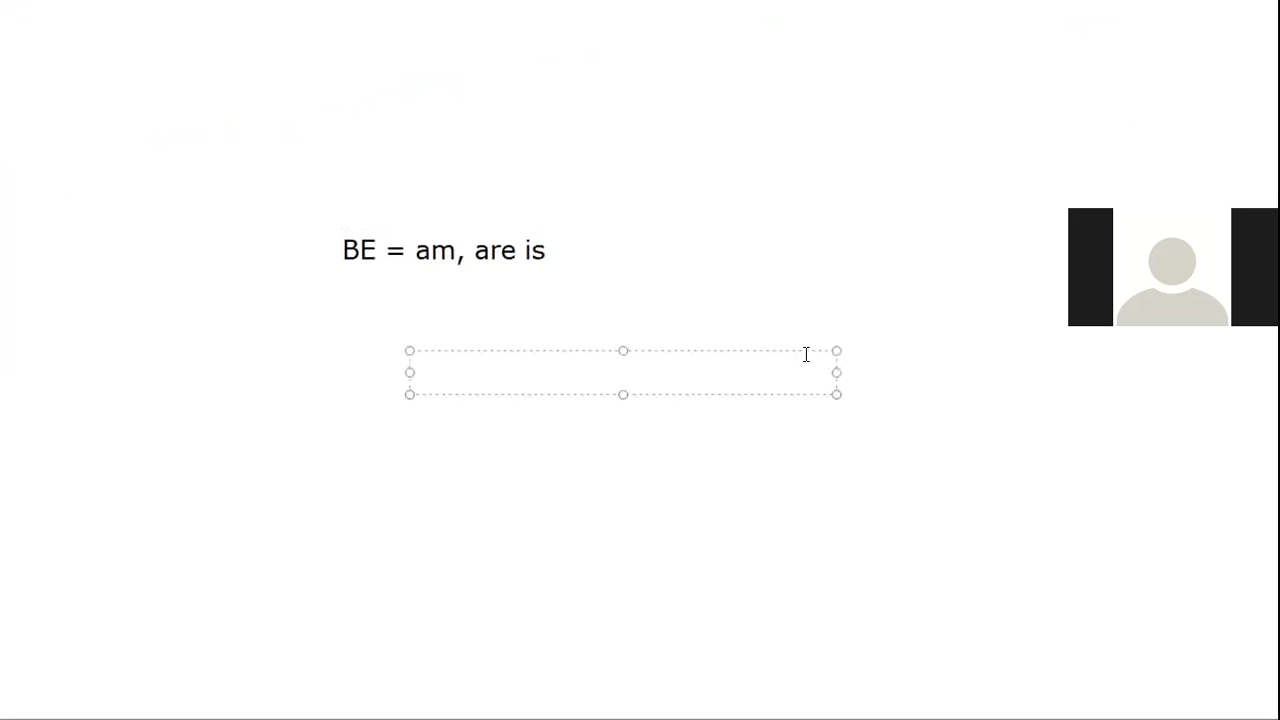 BE = am, are is